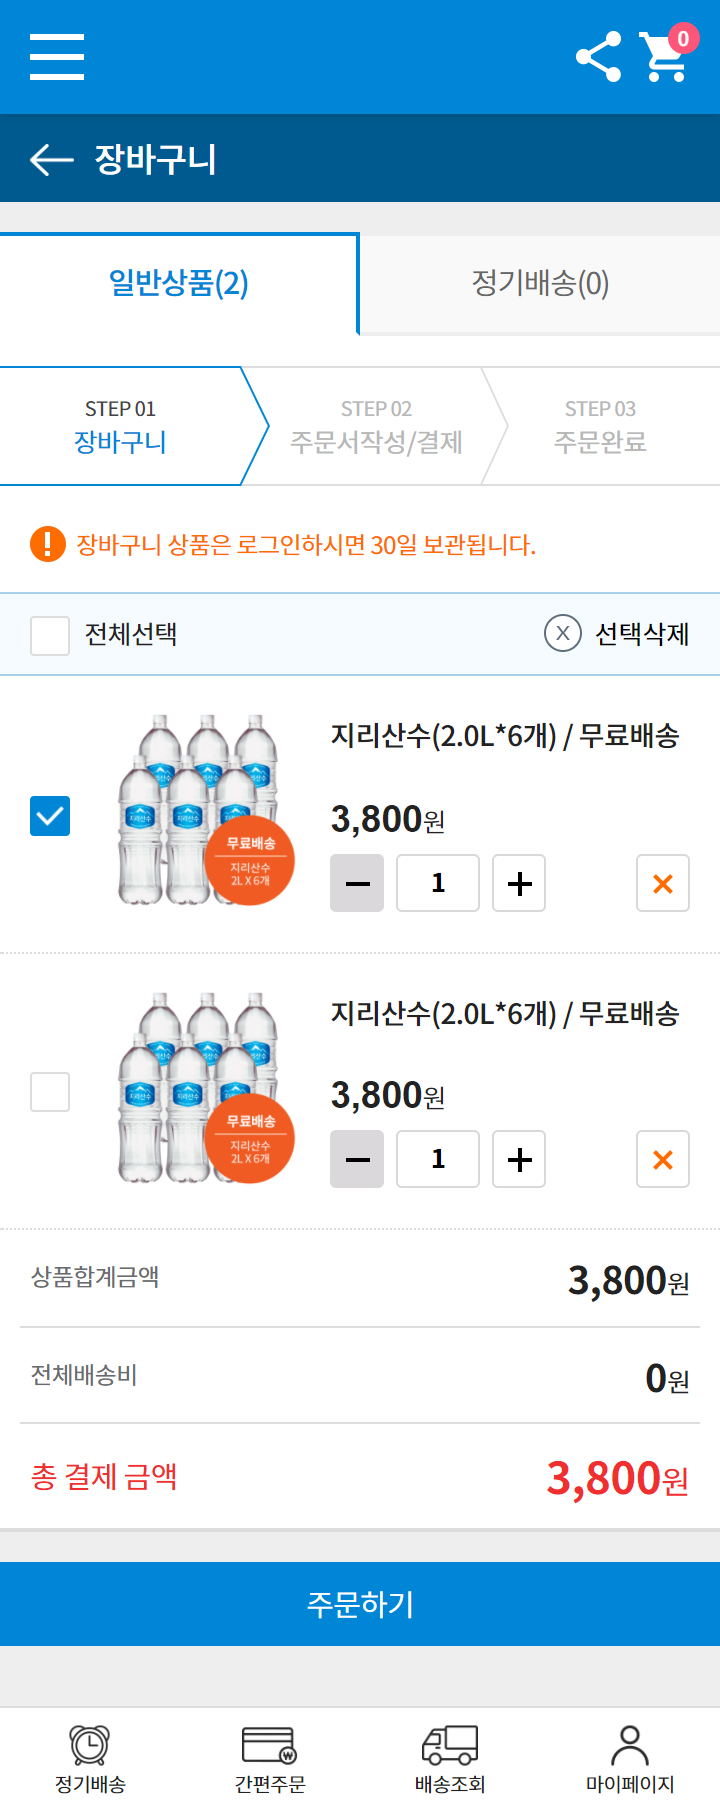 0
장바구니
일반상품(2)
정기배송(0)
STEP 01
장바구니
STEP 02
주문서작성/결제
STEP 03
주문완료
장바구니 상품은 로그인하시면 30일 보관됩니다.
전체선택
X 선택삭제
지리산수(2.0L*6개) / 무료배송
지리산수
지리산수
무료배송
지리산수
2L X 6개
3,800원
1
지리산수(2.0L*6개) / 무료배송
지리산수
지리산수
무료배송
지리산수
2L X 6개
3,800원
1
상품합계금액 3,800원
전체배송비 0원
총 결제 금액 3,800원
주문하기
정기배송
간편주문
배송조회
마이페이지